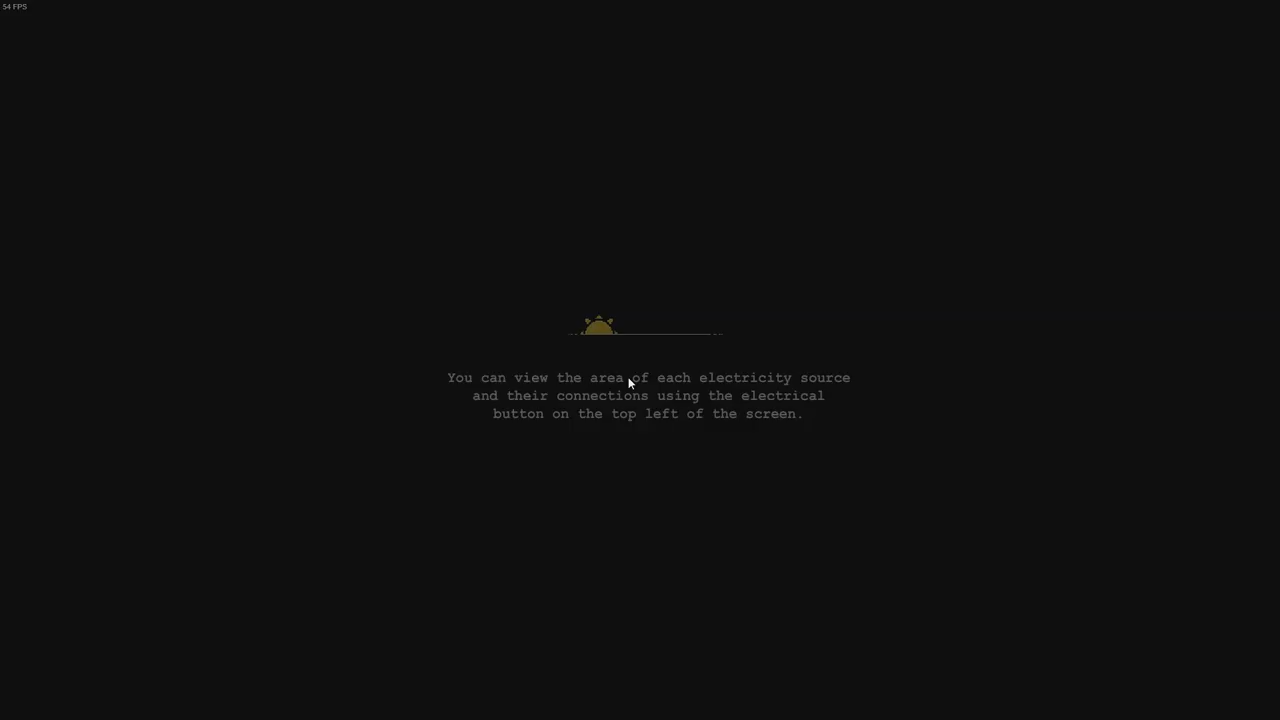 54 FPS
You can view the area of each electricity source
and their connections using the electrical
button on the top left of the screen.